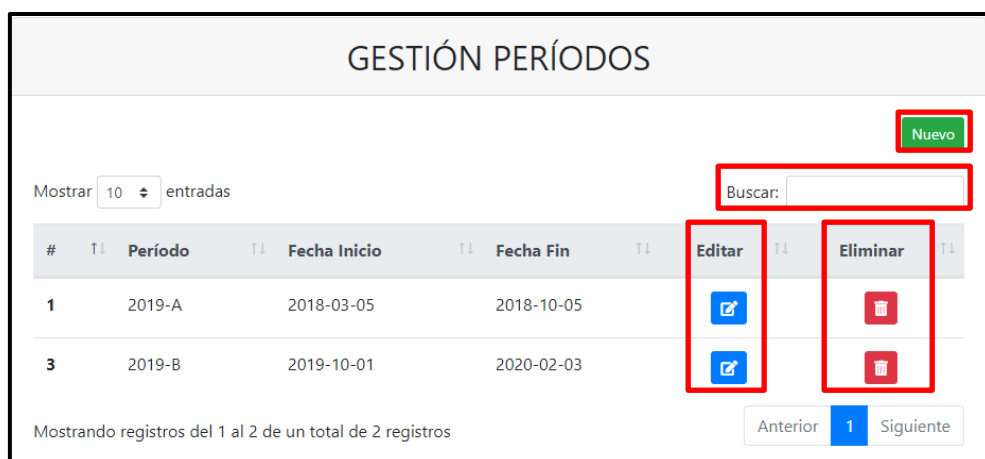 GESTIÓN PERÍODOS
Nuevo
Mostrar 10 entradas Buscar:
# Período Fecha Inicio Fecha Fin Editar Eliminar
1 2019-A 2018-03-05 2018-10-05
3 2019-B 2019-10-01 2020-02-03
Mostrando registros del 1 al 2 de un total de 2 registros Anterior 1 Siguiente